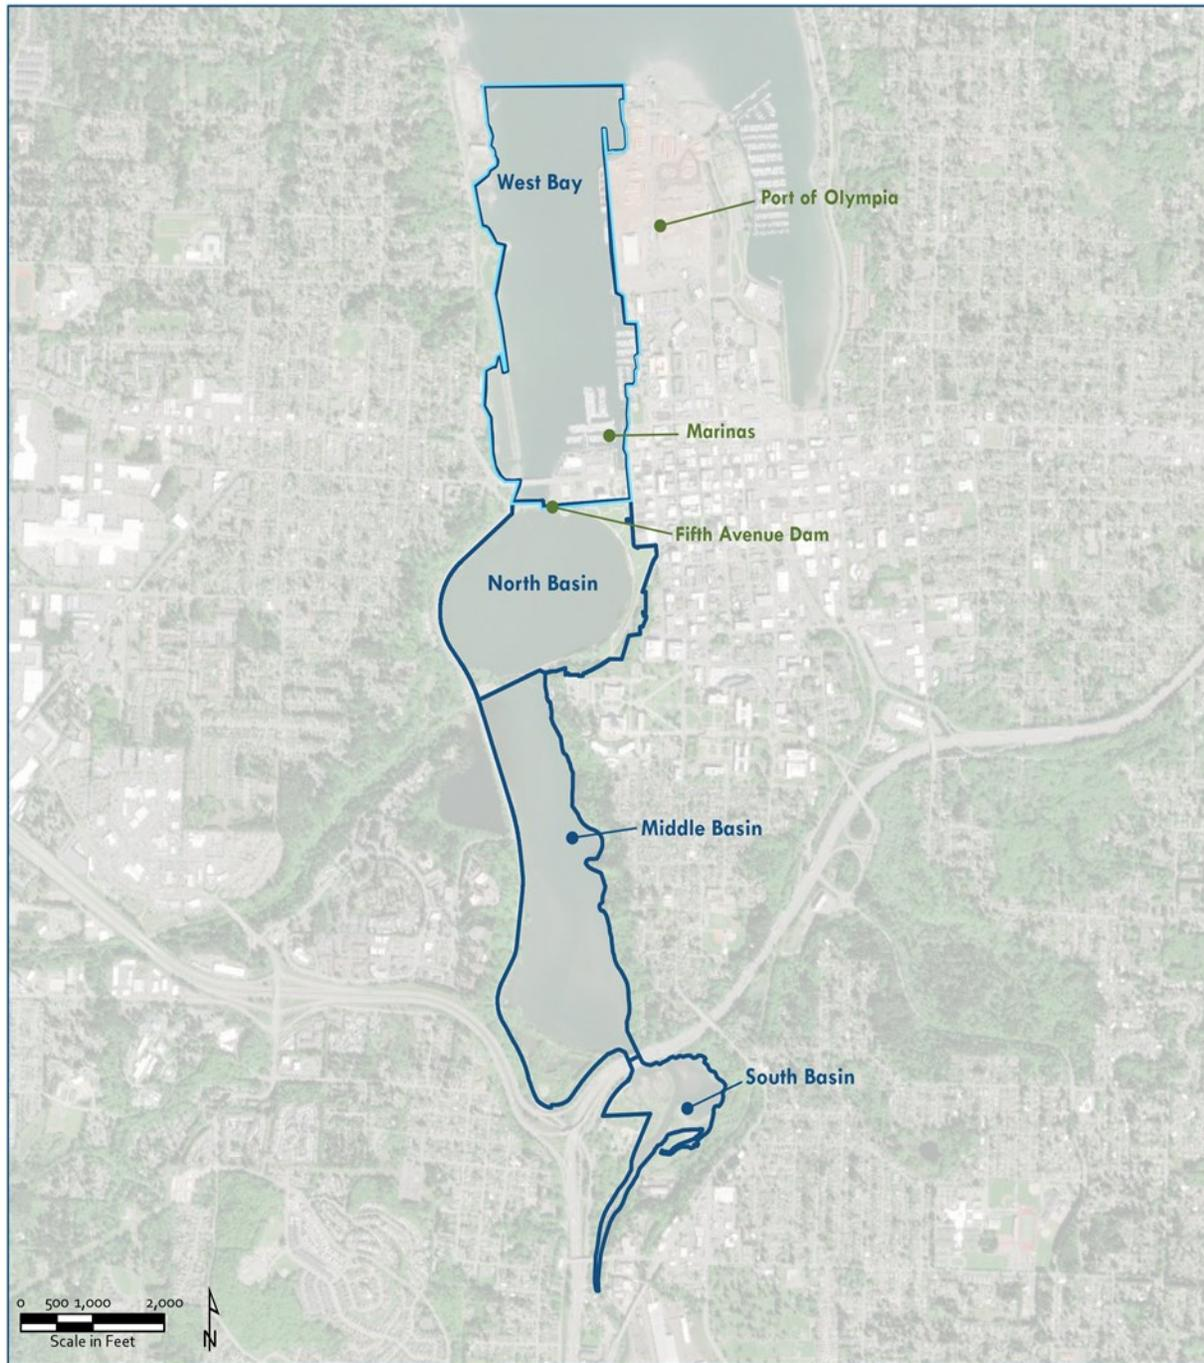 West Bay
Port of Olympia
Marinas
Fifth Avenue Dam
North Basin
Middle Basin
South Basin
0 500 1,000 2,000
Scale in Feet
N